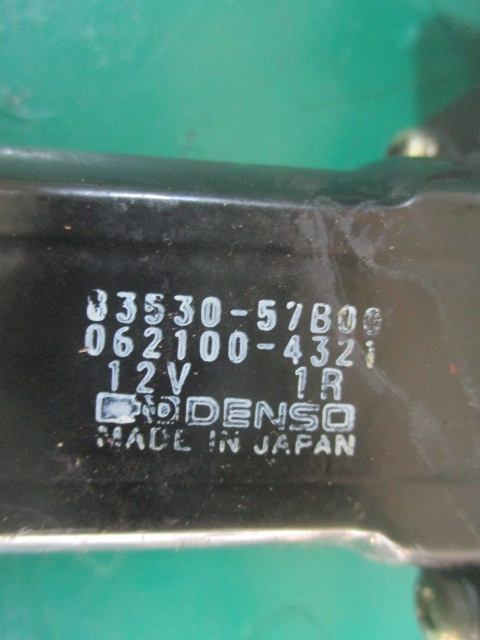 83530-57B00
062100-4321
12V 1R
DENSO
MADE IN JAPAN